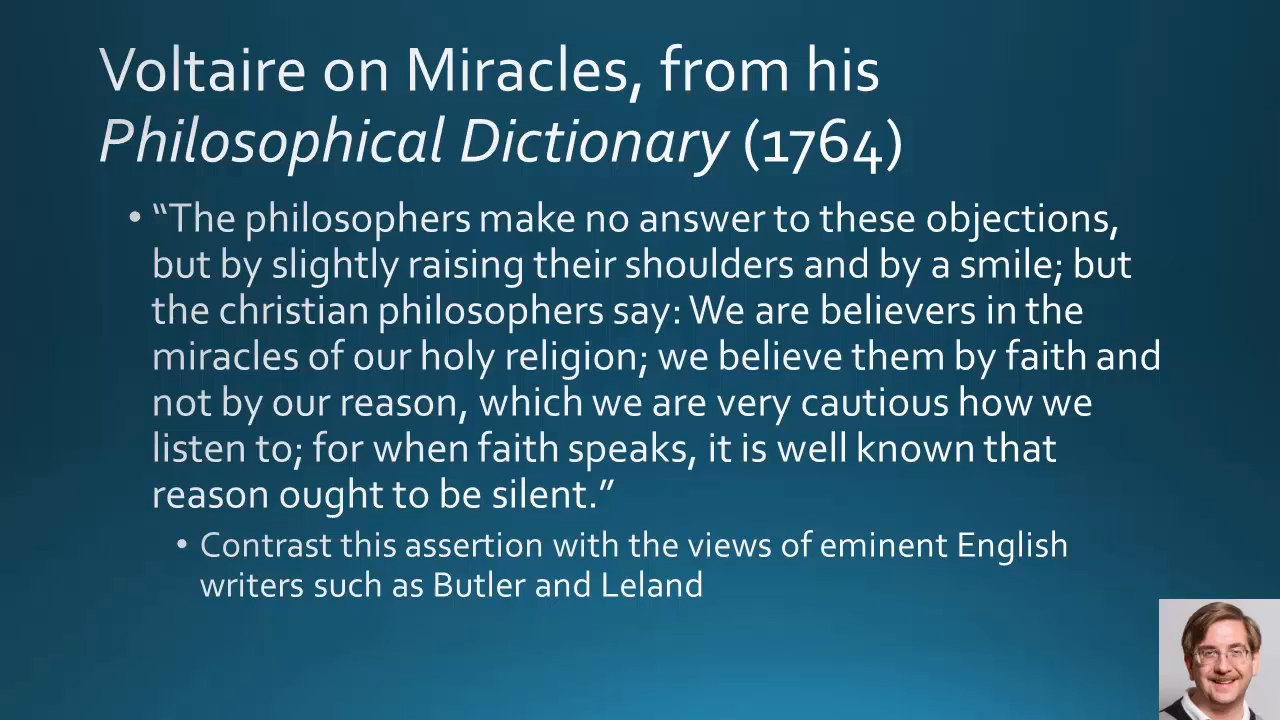 Voltaire on Miracles, from his
Philosophical Dictionary (1764)
• “The philosophers make no answer to these objections,
but by slightly raising their shoulders and by a smile; but
the christian philosophers say: We are believers in the
miracles of our holy religion; we believe them by faith and
not by our reason, which we are very cautious how we
listen to; for when faith speaks, it is well known that
reason ought to be silent.”
• Contrast this assertion with the views of eminent English
writers such as Butler and Leland